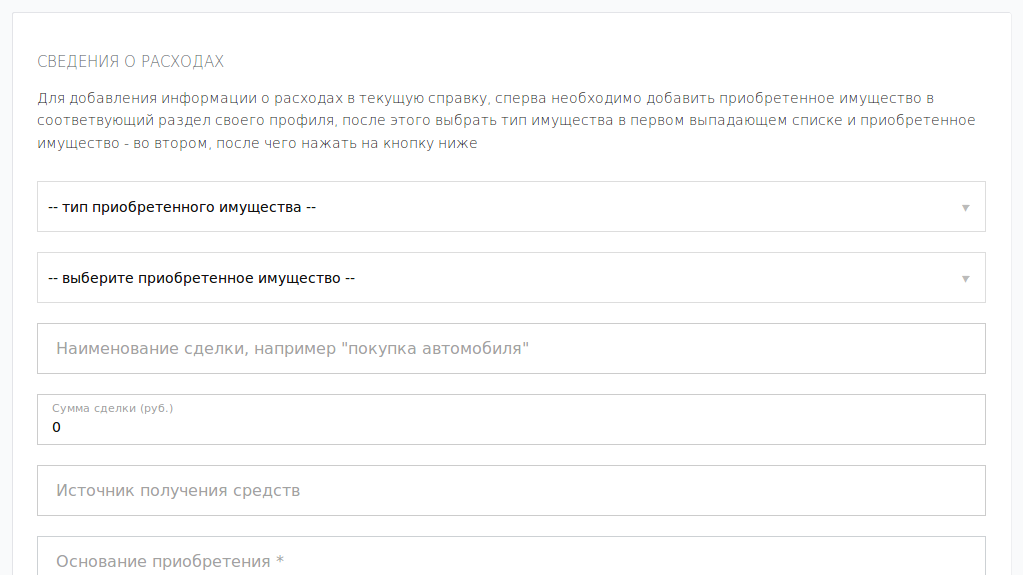 СВЕДЕНИЯ О РАСХОДАХ
Для добавления информации о расходах в текущую справку, сперва необходимо добавить приобретенное имущество в
соответвующий раздел своего профиля, после этого выбрать тип имущества в первом выпадающем списке и приобретенное
имущество - во втором, после чего нажать на кнопку ниже
-- тип приобретенного имущества --
-- выберите приобретенное имущество --
Наименование сделки, например "покупка автомобиля"
Сумма сделки (руб.)
0
Источник получения средств
Основание приобретения *